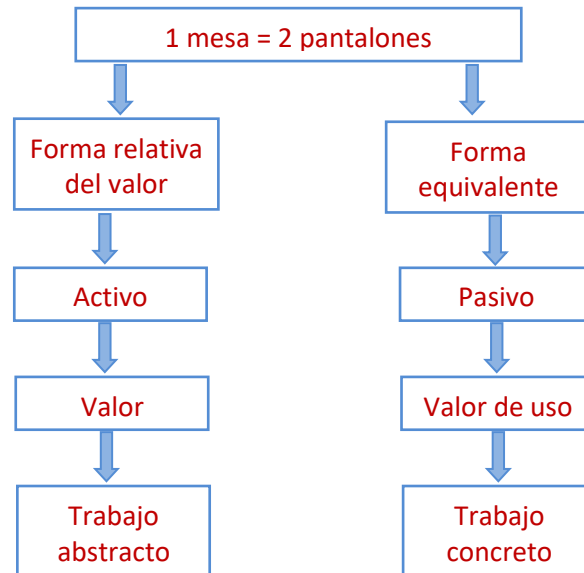 1 mesa = 2 pantalones
Forma relativa
del valor
Forma
equivalente
Activo
Pasivo
Valor
Valor de uso
Trabajo
abstracto
Trabajo
concreto